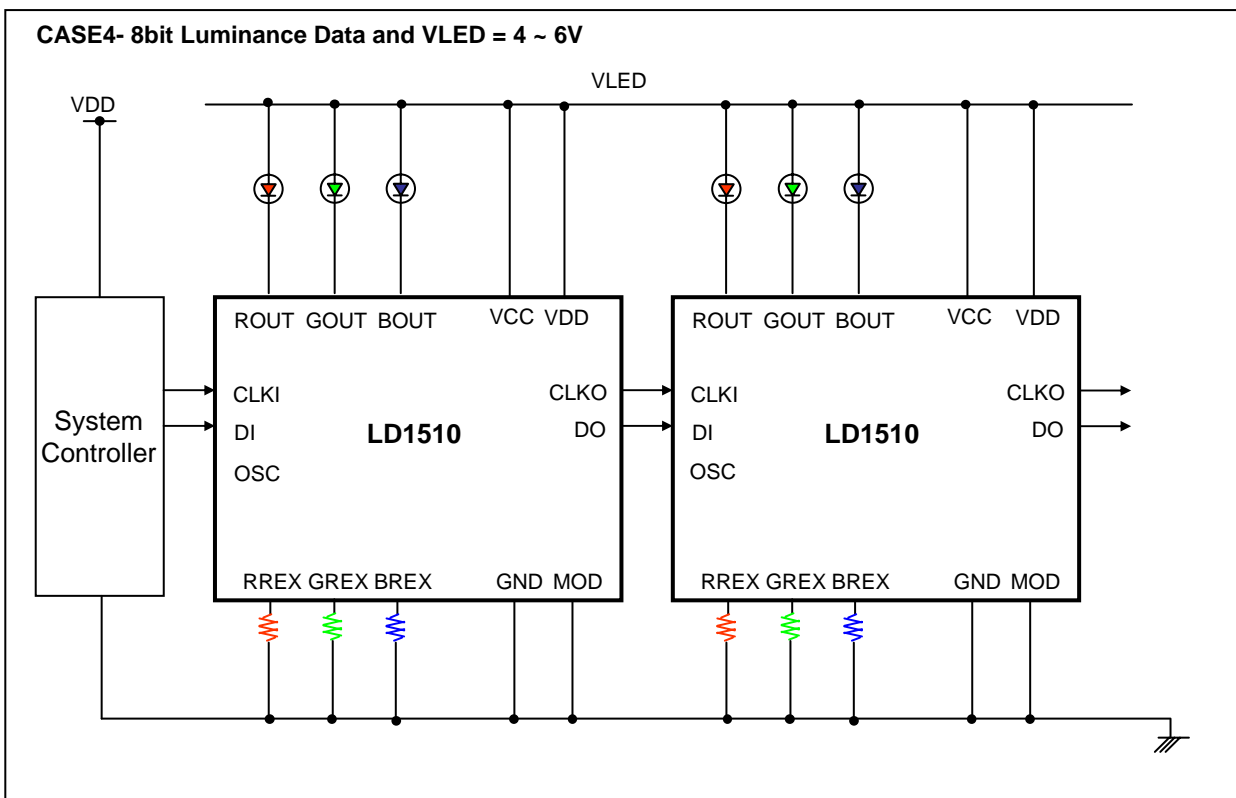 CASE4- 8bit Luminance Data and VLED = 4 ~ 6V
VLED
VDD
ROUT GOUT BOUT VCC VDD
ROUT GOUT BOUT VCC VDD
System
Controller
CLKI
DI
OSC
LD1510
CLKO
DO
CLKI
DI
OSC
LD1510
CLKO
DO
RREX GREX BREX GND MOD
RREX GREX BREX GND MOD